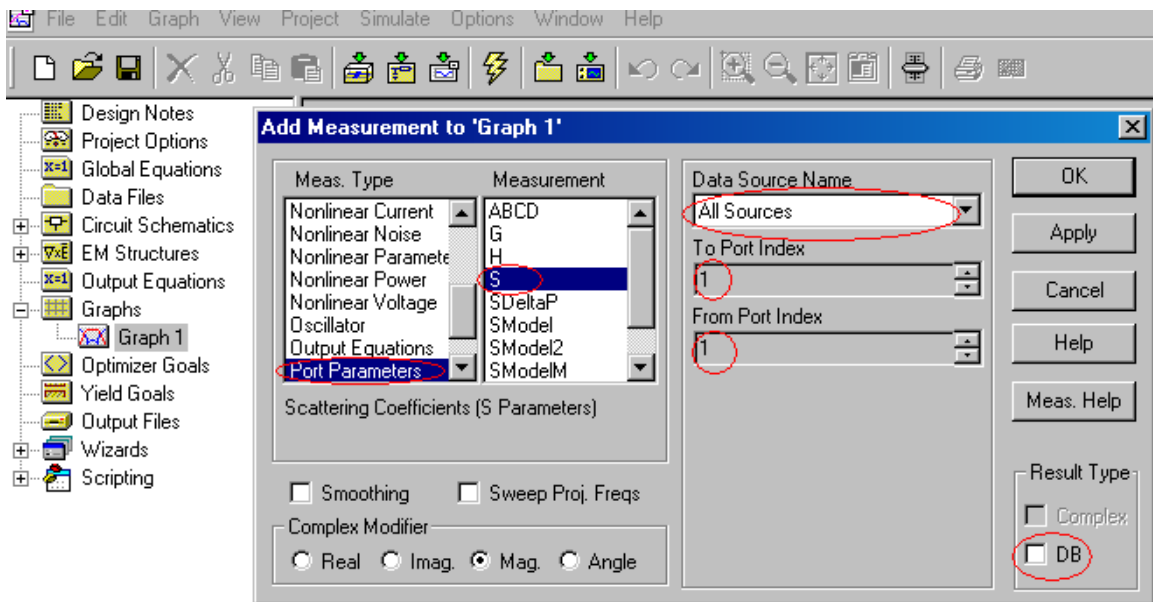 File Edit Graph View Project Simulate Options Window Help
Design Notes
Project Options
X=1 Global Equations
Data Files
Circuit Schematics
∇×E EM Structures
X=1 Output Equations
Graphs
Graph 1
Optimizer Goals
Yield Goals
Output Files
Wizards
Scripting
Add Measurement to 'Graph 1'
Meas. Type
Nonlinear Current
Nonlinear Noise
Nonlinear Paramete
Nonlinear Power
Nonlinear Voltage
Oscillator
Output Equations
Port Parameters
Measurement
ABCD
G
H
S
SDeltaP
SModel
SModel2
SModelM
Scattering Coefficients (S Parameters)
Smoothing Sweep Proj. Freqs
Complex Modifier
Real Imag. Mag. Angle
Data Source Name
All Sources
To Port Index
1
From Port Index
1
OK
Apply
Cancel
Help
Meas. Help
Result Type
Complex
DB